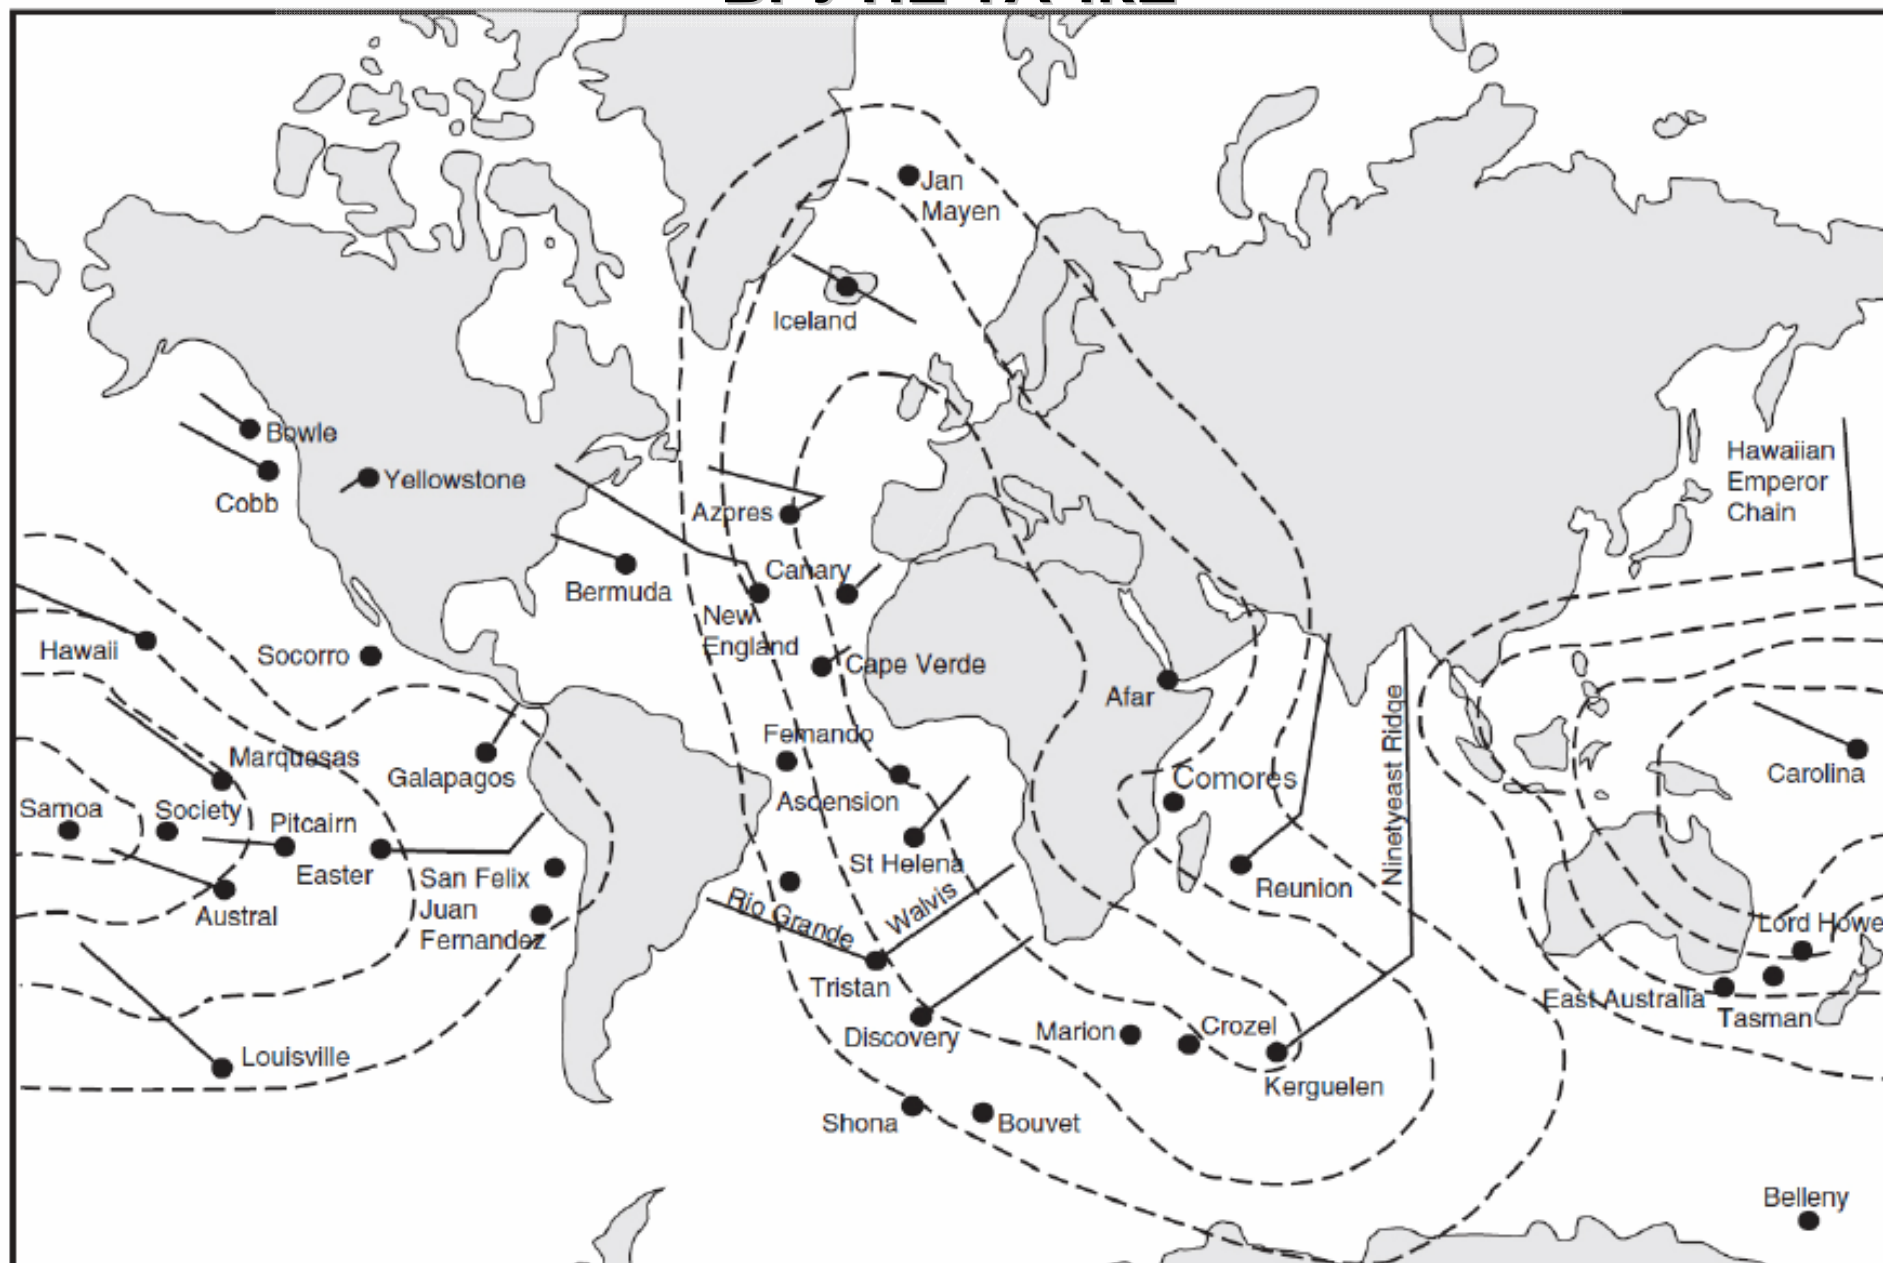 Jan
Mayen
Iceland
Bowle
Yellowstone
Cobb
Hawaiian
Emperor
Chain
Azores
Bermuda
Canary
New
England
Hawaii
Socorro
Cape Verde
Afar
Ninetyeast Ridge
Marquesas
Galapagos
Fernando
Comores
Carolina
Samoa
Society
Pitcairn
Ascension
Easter
San Felix
St Helena
Reunion
Austral
Juan
Fernandez
Rio Grande
Walvis
Lord Howe
Tristan
East Australia
Tasman
Discovery
Marion
Crozel
Louisville
Kerguelen
Shona
Bouvet
Belleny